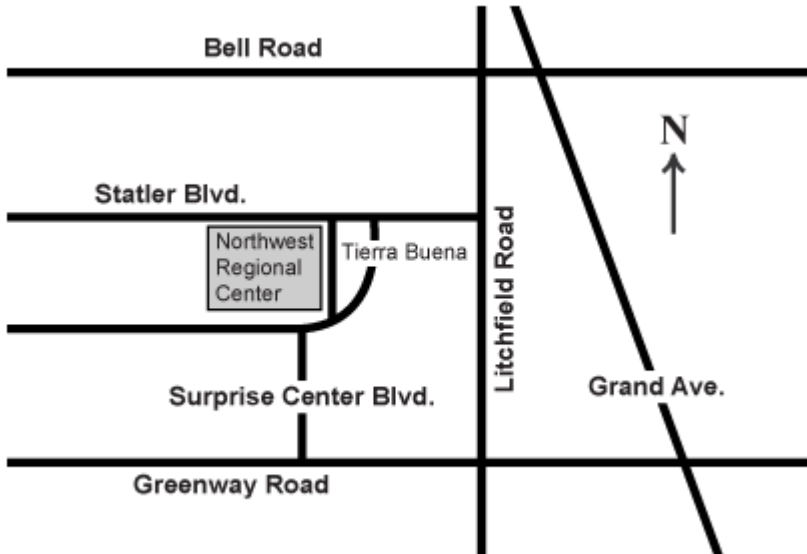 Bell Road
N
Statler Blvd.
Northwest
Regional
Center
Tierra Buena
Litchfield Road
Surprise Center Blvd.
Grand Ave.
Greenway Road